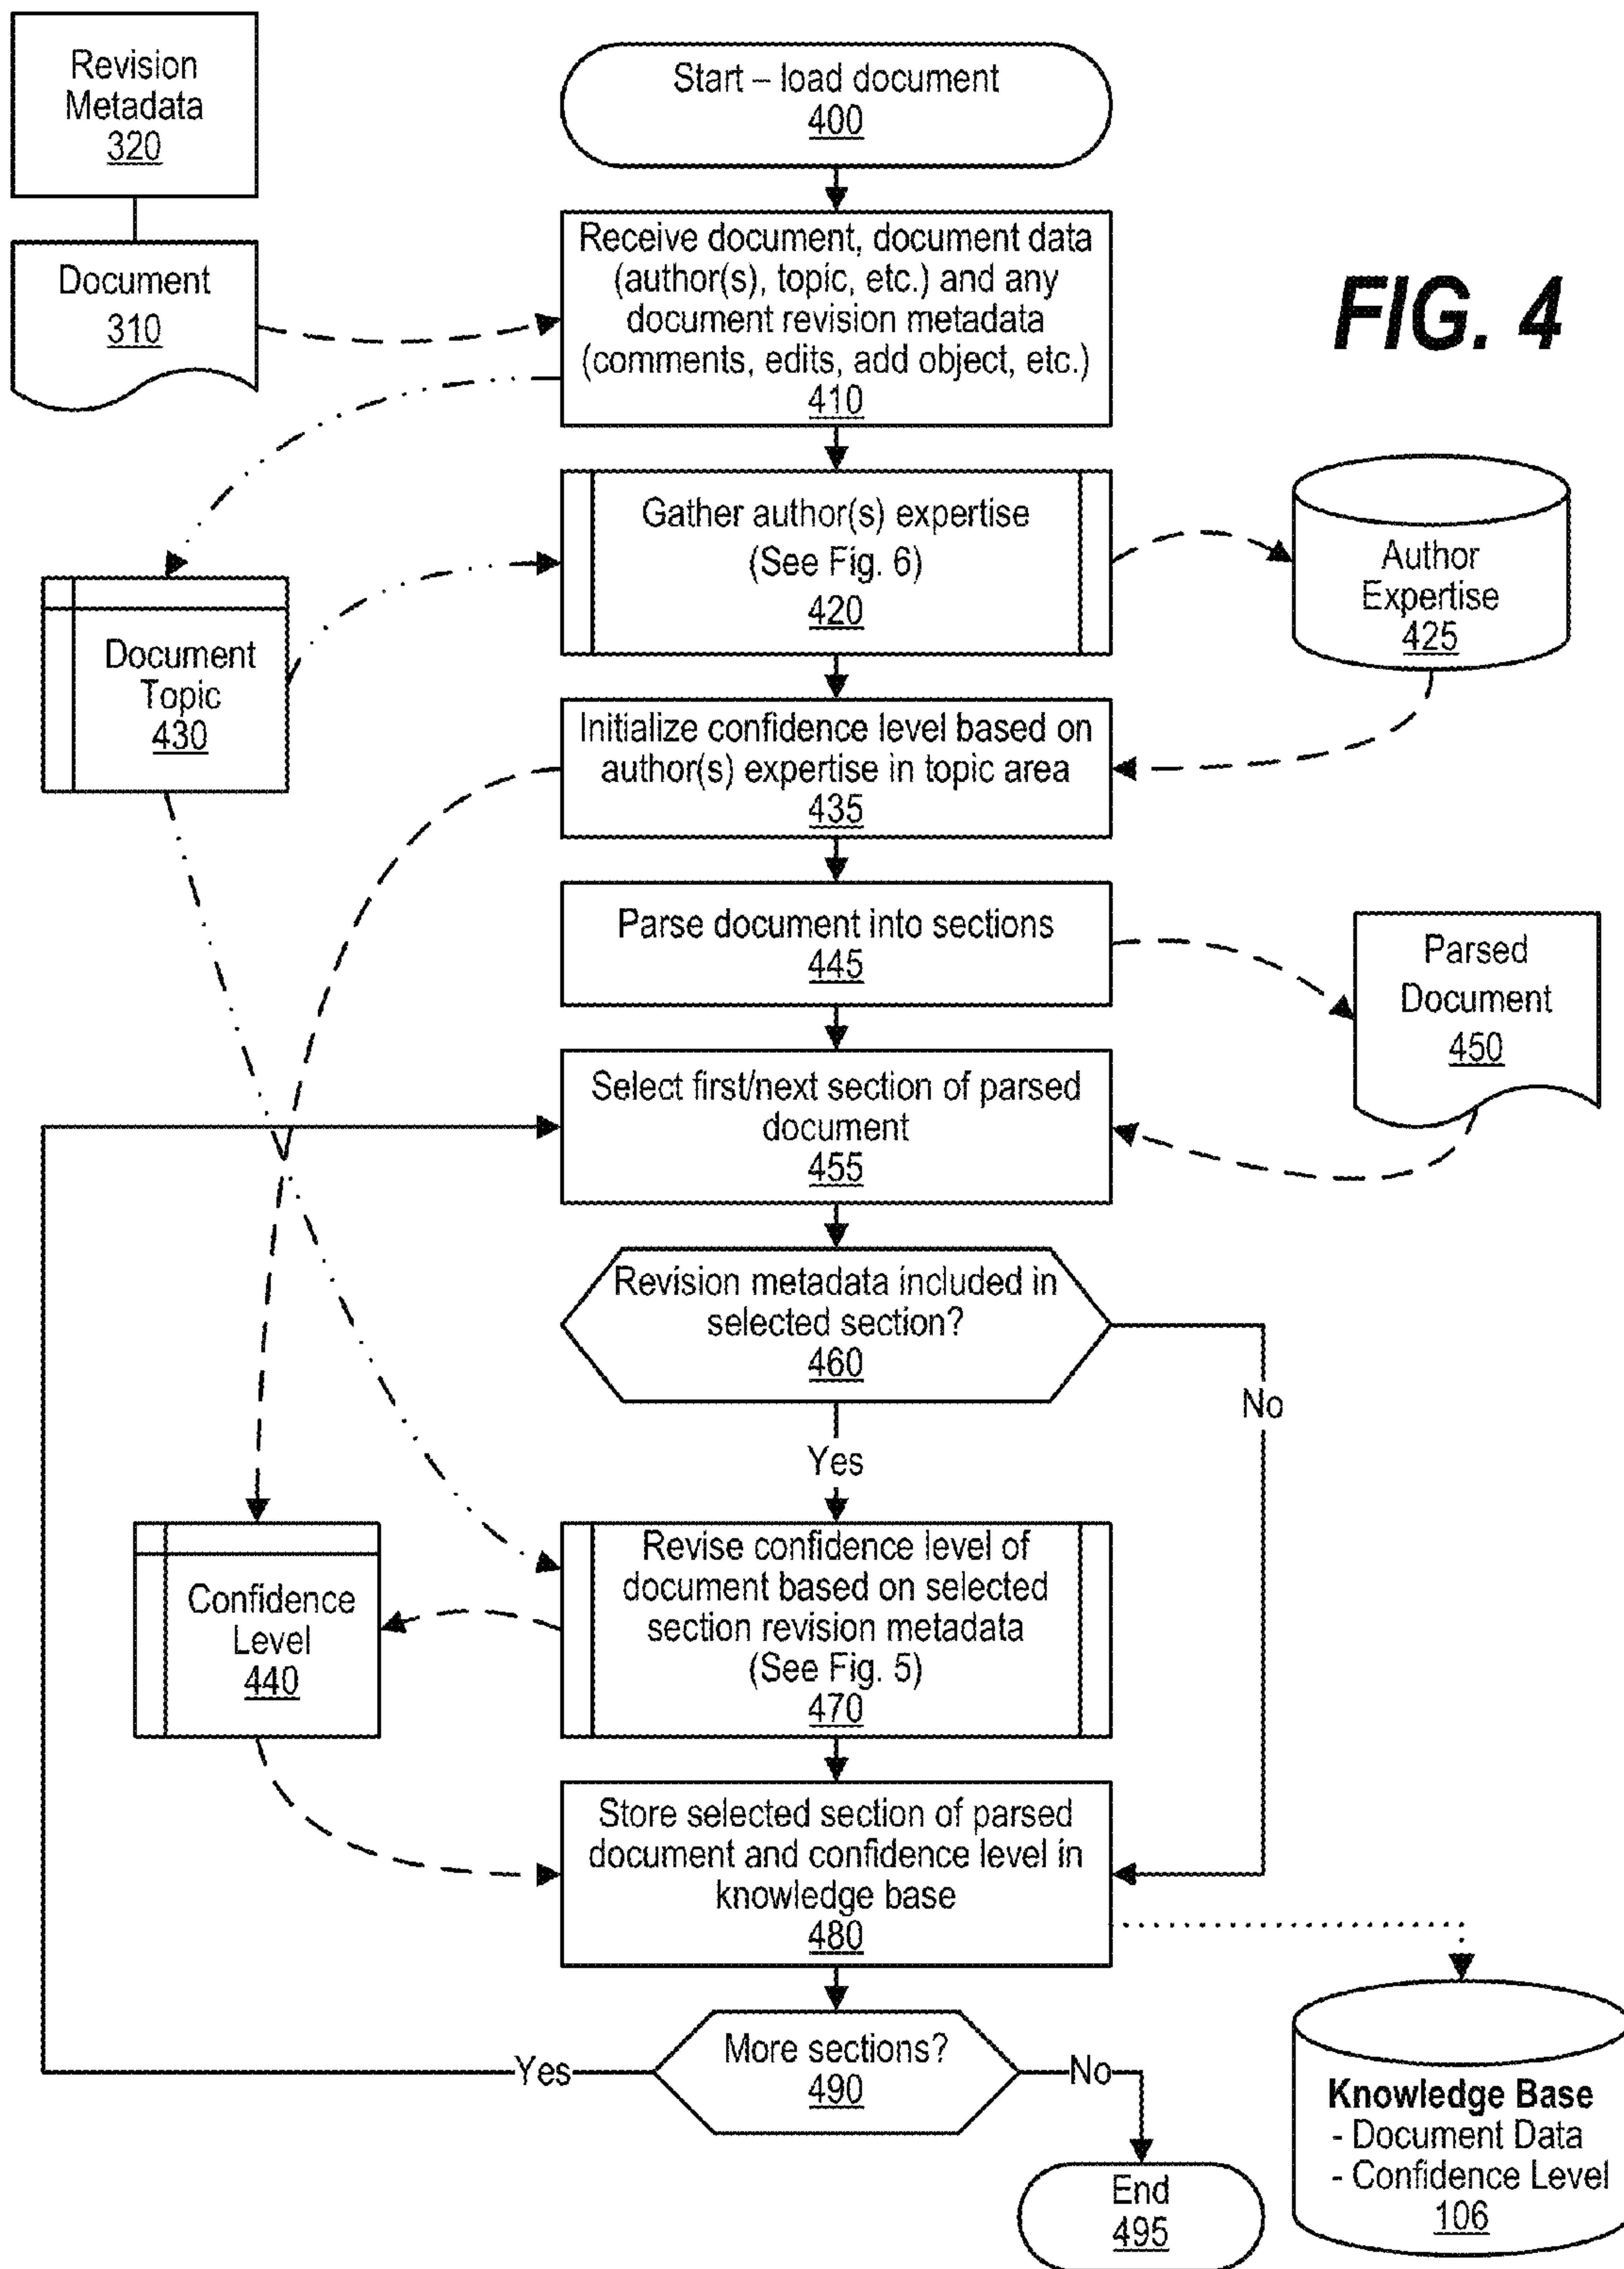 Revision
Metadata
320
Document
310
Start – load document
400
Receive document, document data
(author(s), topic, etc.) and any
document revision metadata
(comments, edits, add object, etc.)
410
FIG. 4
Gather author(s) expertise
(See Fig. 6)
420
Author
Expertise
425
Document
Topic
430
Initialize confidence level based on
author(s) expertise in topic area
435
Parse document into sections
445
Parsed
Document
450
Select first/next section of parsed
document
455
Revision metadata included in
selected section?
460
No
Yes
Confidence
Level
440
Revise confidence level of
document based on selected
section revision metadata
(See Fig. 5)
470
Store selected section of parsed
document and confidence level in
knowledge base
480
Yes
More sections?
490
No
End
495
Knowledge Base
- Document Data
- Confidence Level
106